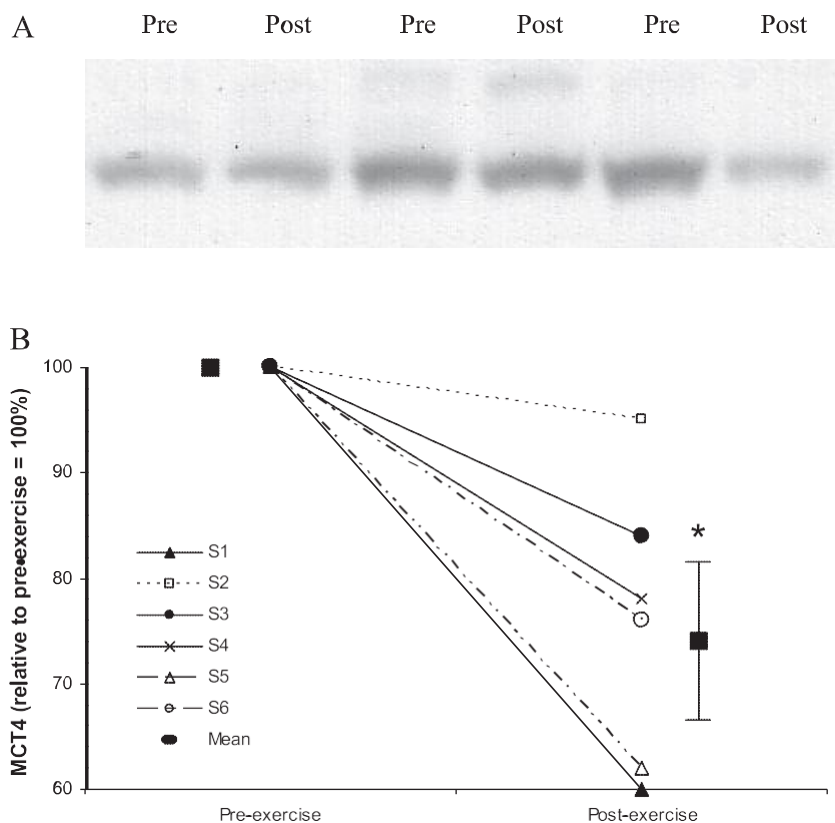 A
Pre Post Pre Post Pre Post
B
MCT4 (relative to pre-exercise = 100%)
100
90
80
70
60
*
S1
S2
S3
S4
S5
S6
Mean
Pre-exercise Post-exercise